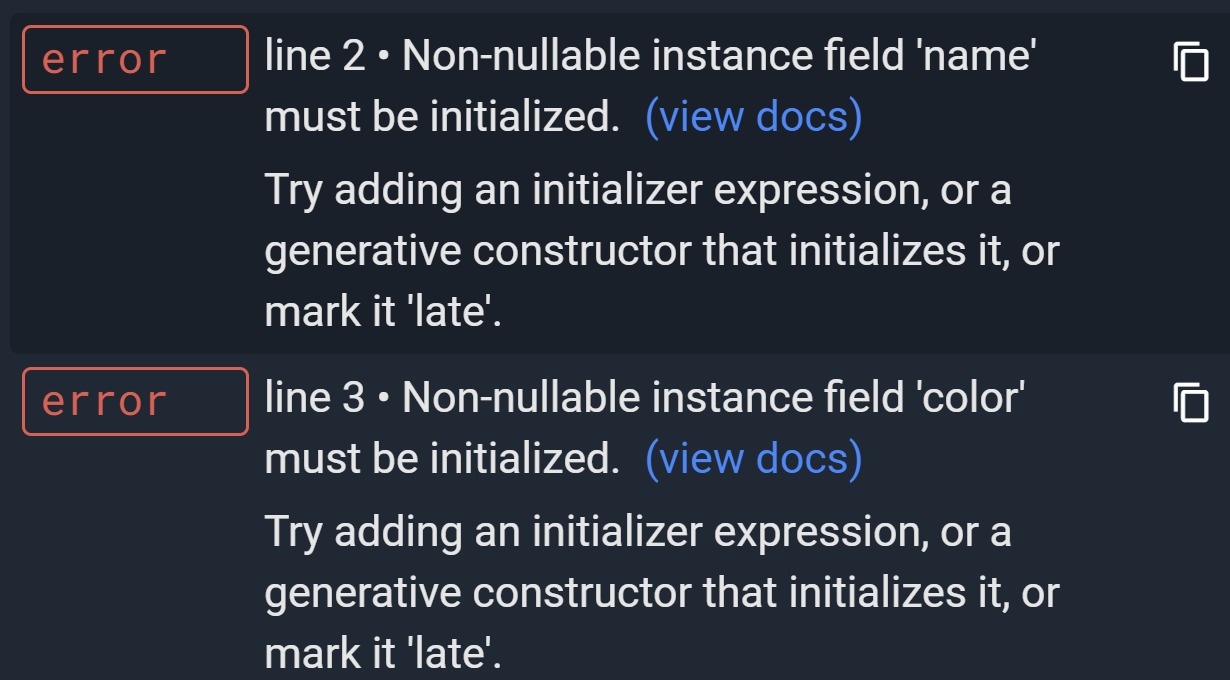 error line 2 • Non-nullable instance field 'name'
must be initialized. (view docs)
Try adding an initializer expression, or a
generative constructor that initializes it, or
mark it 'late'.
error line 3 • Non-nullable instance field 'color'
must be initialized. (view docs)
Try adding an initializer expression, or a
generative constructor that initializes it, or
mark it 'late'.